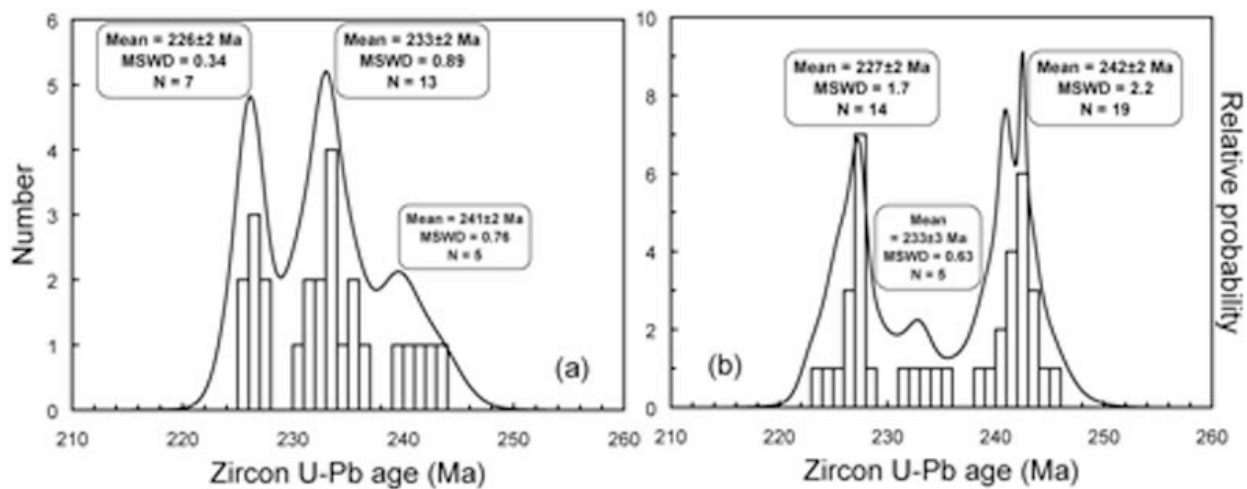 6
5
4
3
2
1
0
Number
Mean = 226±2 Ma
MSWD = 0.34
N = 7
Mean = 233±2 Ma
MSWD = 0.89
N = 13
Mean = 241±2 Ma
MSWD = 0.76
N = 5
(a)
210 220 230 240 250 260
Zircon U-Pb age (Ma)
10
8
6
4
2
0
Mean = 227±2 Ma
MSWD = 1.7
N = 14
Mean
= 233±3 Ma
MSWD = 0.63
N = 5
Mean = 242±2 Ma
MSWD = 2.2
N = 19
(b)
210 220 230 240 250 260
Zircon U-Pb age (Ma)
Relative probability